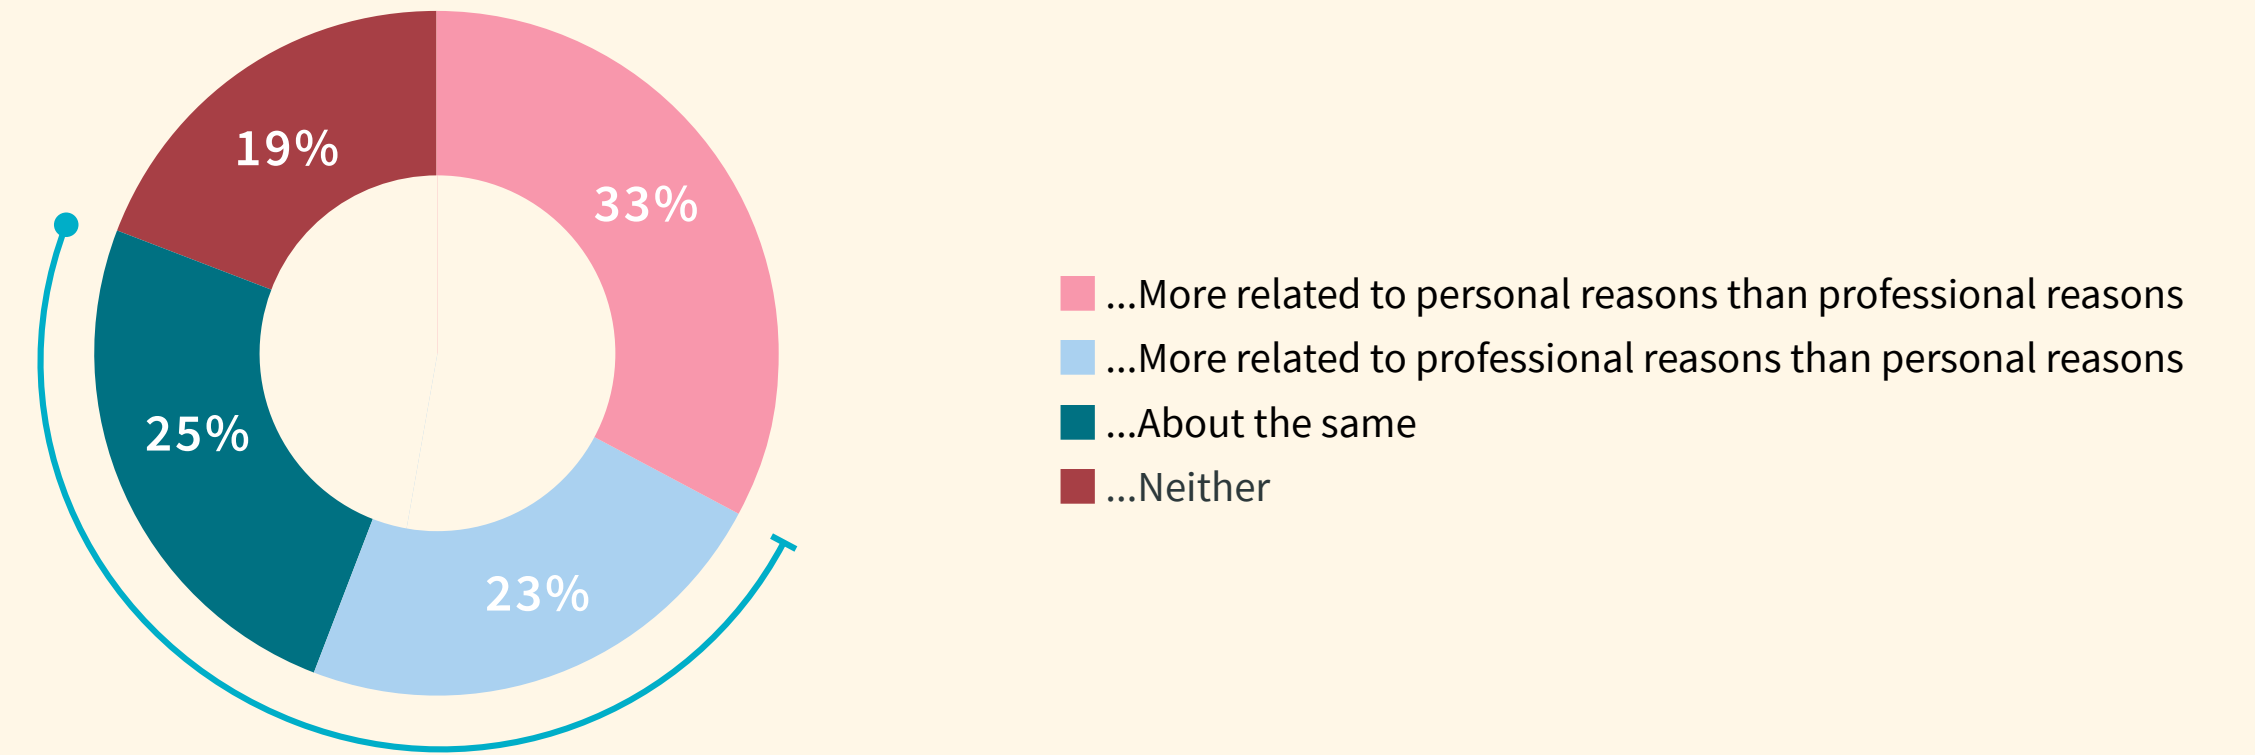 19%
33%
25%
23%
...More related to personal reasons than professional reasons
...More related to professional reasons than personal reasons
...About the same
...Neither